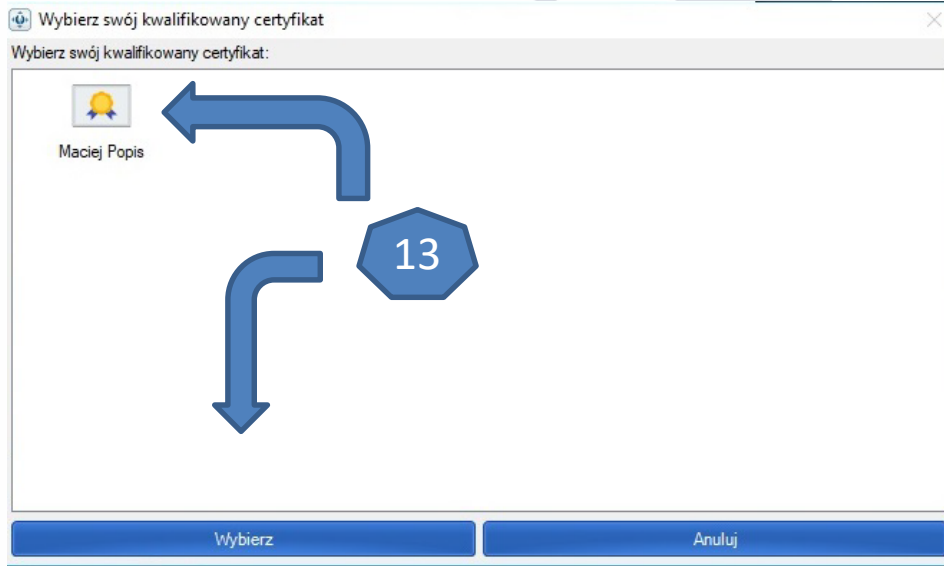 Wybierz swój kwalifikowany certyfikat
Wybierz swój kwalifikowany certyfikat:
Maciej Popis
13
Wybierz
Anuluj